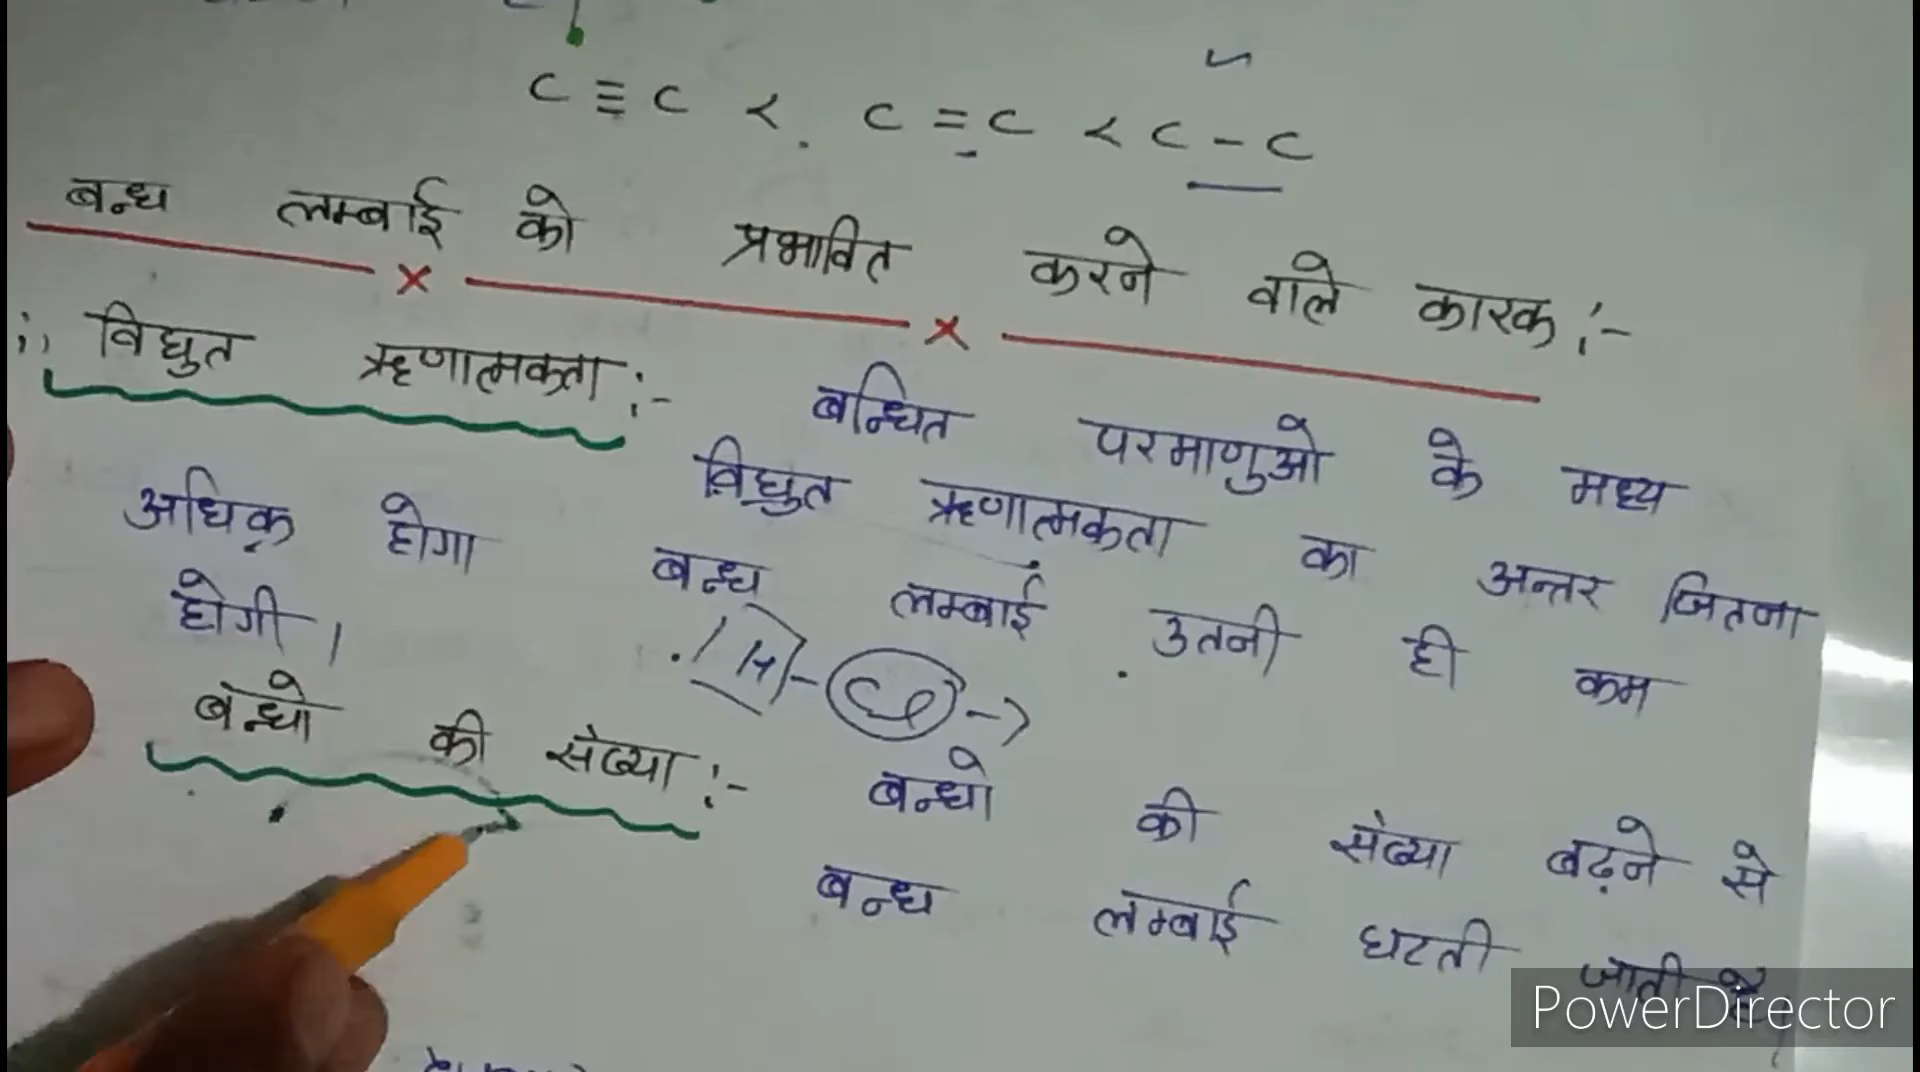 C ≡ C < C = C < C - C
बन्ध लम्बाई को प्रभावित करने वाले कारक :-
विद्युत ऋणात्मकता :- बन्धित परमाणुओ के मध्य
विद्युत ऋणात्मकता का अन्तर जितना
अधिक होगा बन्ध लम्बाई उतनी ही कम
होगी।
H - Cl →
बन्धो की संख्या :- बन्धो की संख्या बढ़ने से
बन्ध लम्बाई घटती जाती है।
PowerDirector